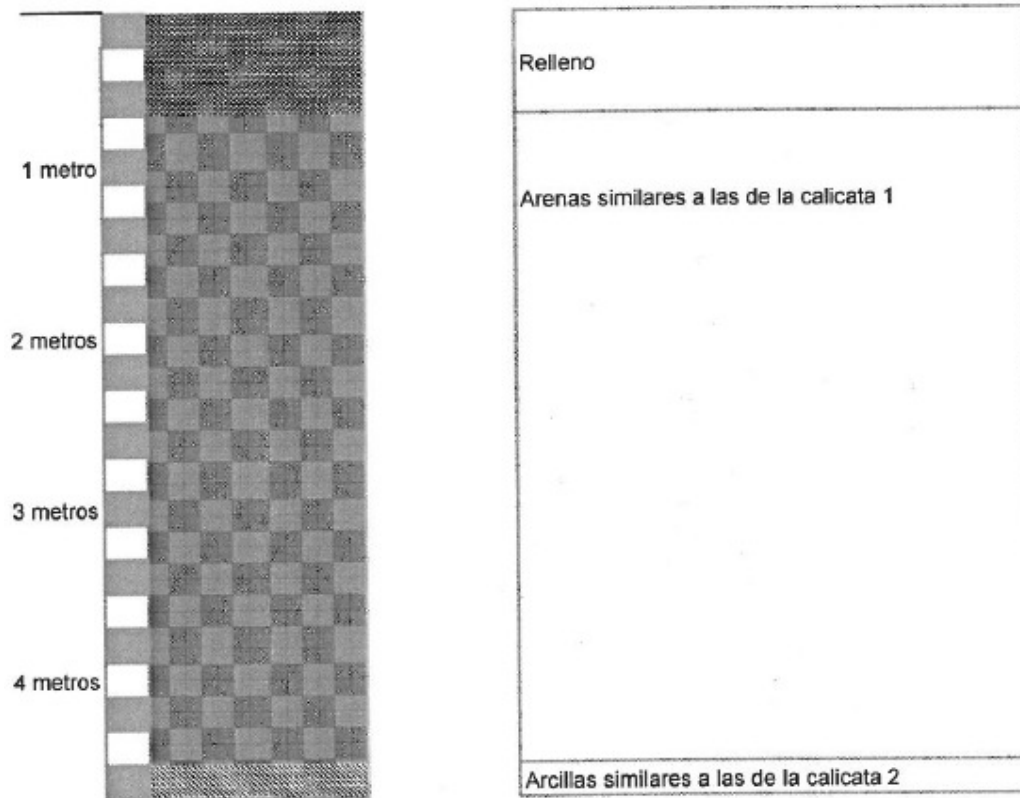 Relleno
1 metro
Arenas similares a las de la calicata 1
2 metros
3 metros
4 metros
Arcillas similares a las de la calicata 2